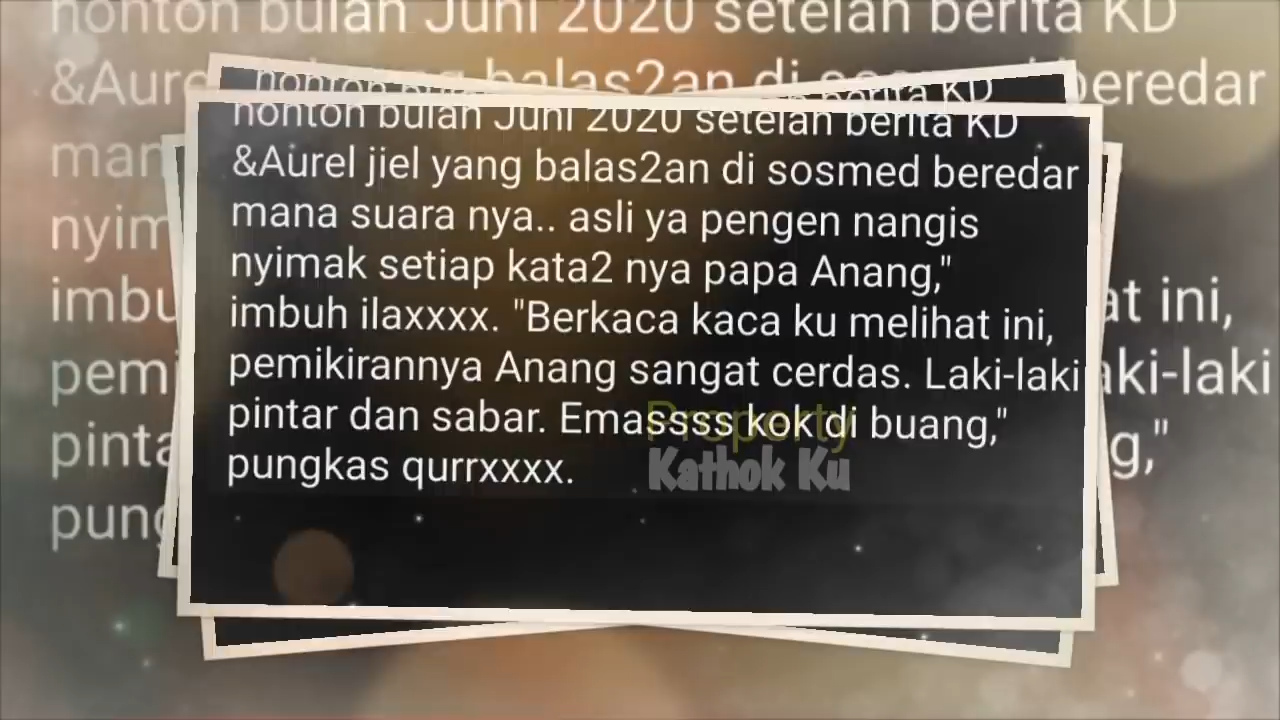 nonton bulan Juni 2020 setelah berita KD
&Aurel jiel yang balas2an di sosmed beredar
mana suara nya.. asli ya pengen nangis
nyimak setiap kata2 nya papa Anang,"
imbuh ilaxxxx. "Berkaca kaca ku melihat ini,
pemikirannya Anang sangat cerdas. Laki-laki
pintar dan sabar. Emassss kok di buang,"
pungkas qurrxxxx.
Property
Kathok Ku